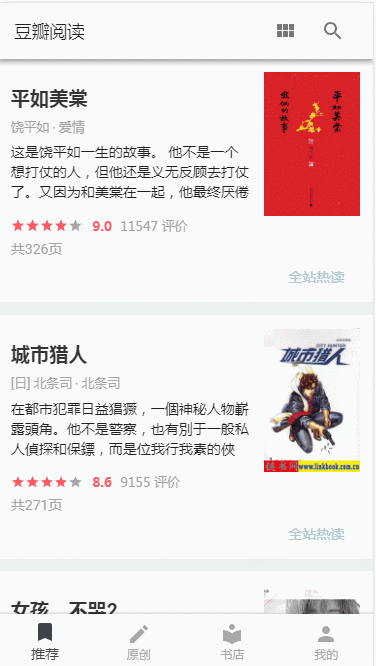 豆瓣阅读
平如美棠
饶平如 · 爱情
这是饶平如一生的故事。 他不是一个
想打仗的人，但他还是义无反顾去打仗
了。又因为和美棠在一起，他最终厌倦
9.0 11547 评价
共326页
全站热读
平如美棠
我俩的故事
城市猎人
[日] 北条司 · 北条司
在都市犯罪日益猖獗，一個神秘人物嶄
露頭角。他不是警察，也有別于一般私
人偵探和保鏢，而是位我行我素的俠
8.6 9155 评价
共271页
全站热读
CITY HUNTER
城市猎人
读书网
www.linkbook.com.cn
女孩，不哭2
推荐
原创
书店
我的